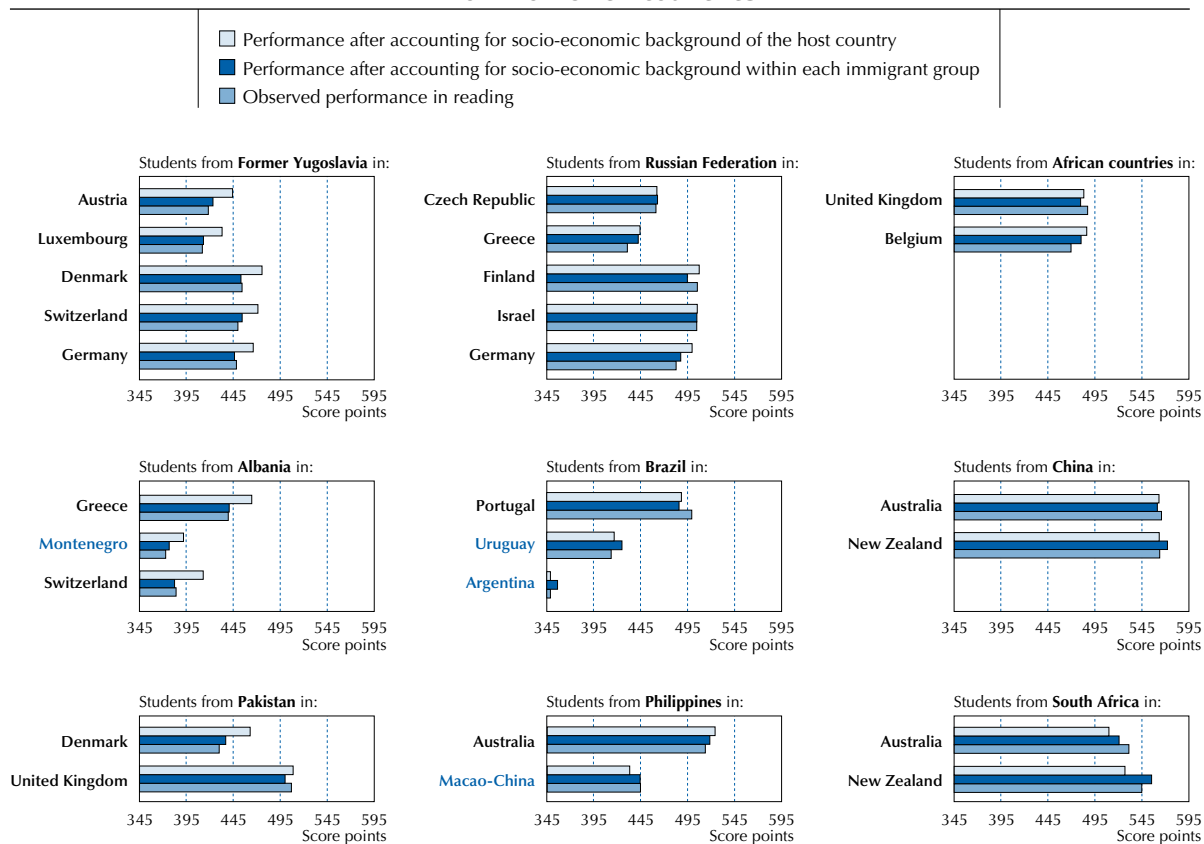 Performance after accounting for socio-economic background of the host country
Performance after accounting for socio-economic background within each immigrant group
Observed performance in reading
Students from Former Yugoslavia in:
Austria
Luxembourg
Denmark
Switzerland
Germany
345 395 445 495 545 595
Score points
Students from Russian Federation in:
Czech Republic
Greece
Finland
Israel
Germany
345 395 445 495 545 595
Score points
Students from African countries in:
United Kingdom
Belgium
345 395 445 495 545 595
Score points
Students from Albania in:
Greece
Montenegro
Switzerland
345 395 445 495 545 595
Score points
Students from Brazil in:
Portugal
Uruguay
Argentina
345 395 445 495 545 595
Score points
Students from China in:
Australia
New Zealand
345 395 445 495 545 595
Score points
Students from Pakistan in:
Denmark
United Kingdom
345 395 445 495 545 595
Score points
Students from Philippines in:
Australia
Macao-China
345 395 445 495 545 595
Score points
Students from South Africa in:
Australia
New Zealand
345 395 445 495 545 595
Score points